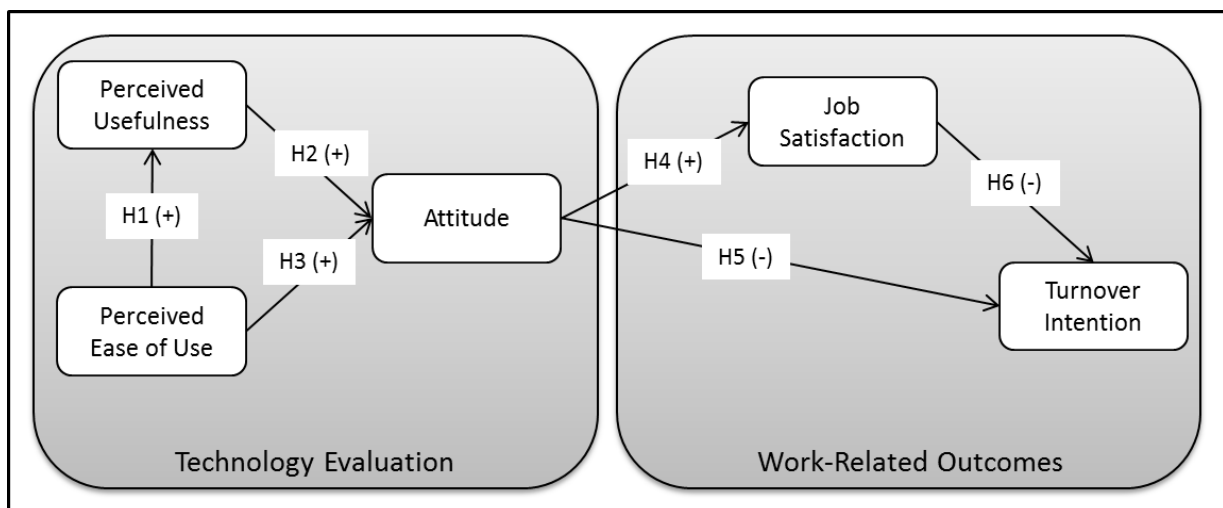 Perceived
Usefulness
H1 (+)
Perceived
Ease of Use
H2 (+)
H3 (+)
Attitude
Technology Evaluation
H4 (+)
Job
Satisfaction
H5 (-)
H6 (-)
Turnover
Intention
Work-Related Outcomes